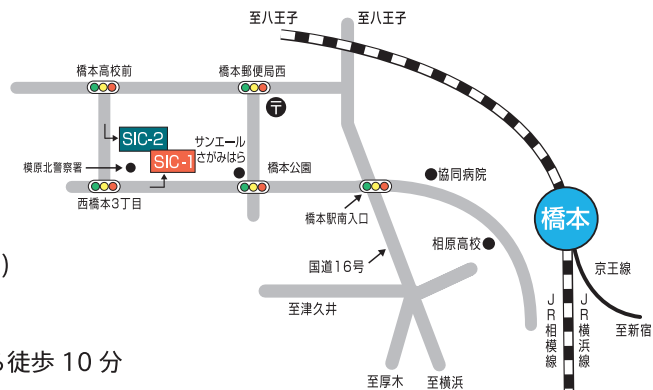 至八王子
至八王子
橋本高校前
橋本郵便局西
〒
SIC-2
サンエール
さがみはら
SIC-1
模原北警察署
橋本公園
協同病院
西橋本3丁目
橋本駅南入口
橋本
相原高校
国道16号
京王線
JR相模線
JR横浜線
至津久井
至新宿
)
徒歩 10 分
至厚木
至横浜